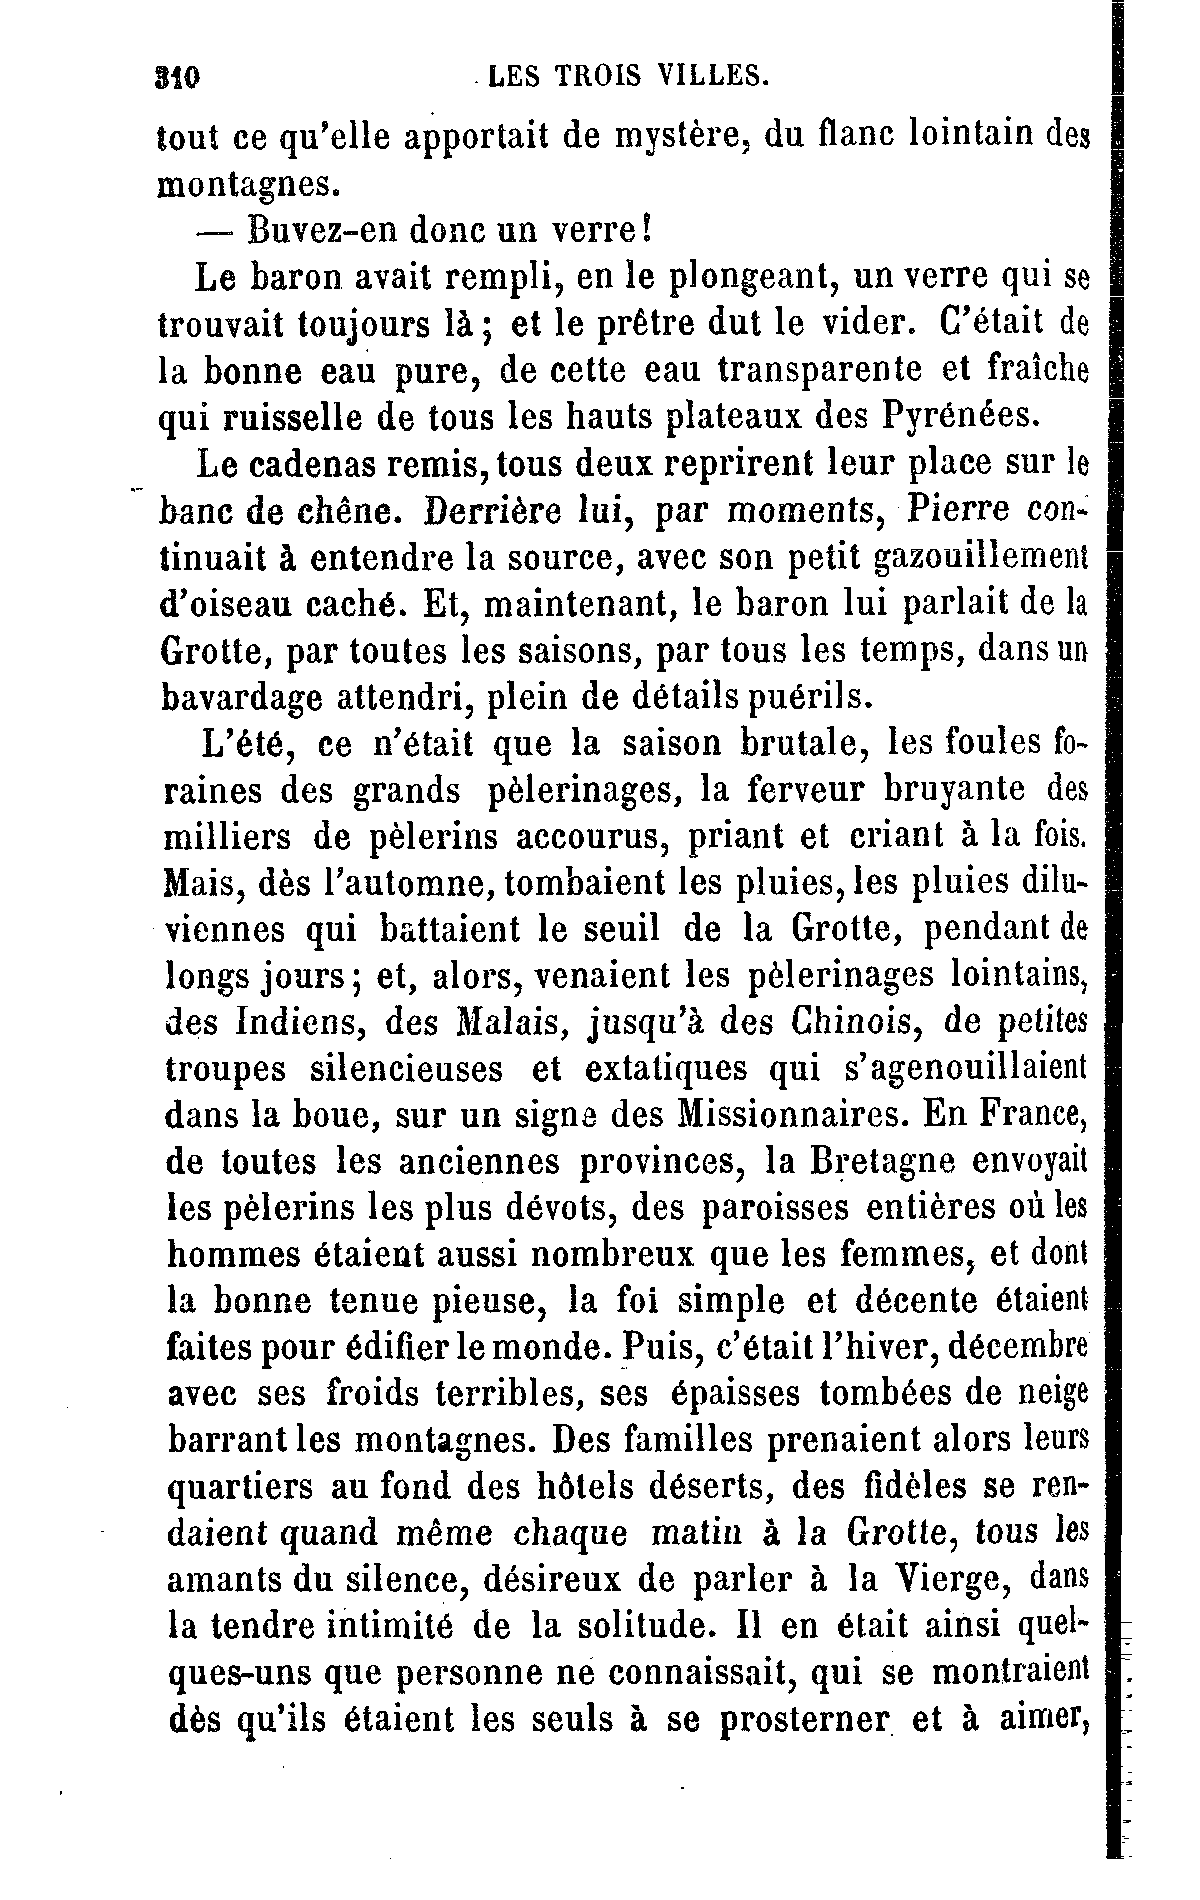 310 LES TROIS VILLES.
tout ce qu'elle apportait de mystère, du flanc lointain des
montagnes.
— Buvez-en donc un verre!
Le baron avait rempli, en le plongeant, un verre qui se
trouvait toujours là; et le prêtre dut le vider. C'était de
la bonne eau pure, de cette eau transparente et fraîche
qui ruisselle de tous les hauts plateaux des Pyrénées.
Le cadenas remis, tous deux reprirent leur place sur le
banc de chêne. Derrière lui, par moments, Pierre con-
tinuait à entendre la source, avec son petit gazouillement
d'oiseau caché. Et, maintenant, le baron lui parlait de la
Grotte, par toutes les saisons, par tous les temps, dans un
bavardage attendri, plein de détails puérils.
L'été, ce n'était que la saison brutale, les foules fo-
raines des grands pèlerinages, la ferveur bruyante des
milliers de pèlerins accourus, priant et criant à la fois.
Mais, dès l'automne, tombaient les pluies, les pluies dilu-
viennes qui battaient le seuil de la Grotte, pendant de
longs jours; et, alors, venaient les pèlerinages lointains,
des Indiens, des Malais, jusqu'à des Chinois, de petites
troupes silencieuses et extatiques qui s'agenouillaient
dans la boue, sur un signe des Missionnaires. En France,
de toutes les anciennes provinces, la Bretagne envoyait
les pèlerins les plus dévots, des paroisses entières où les
hommes étaient aussi nombreux que les femmes, et dont
la bonne tenue pieuse, la foi simple et décente étaient
faites pour édifier le monde. Puis, c'était l'hiver, décembre
avec ses froids terribles, ses épaisses tombées de neige
barrant les montagnes. Des familles prenaient alors leurs
quartiers au fond des hôtels déserts, des fidèles se ren-
daient quand même chaque matin à la Grotte, tous les
amants du silence, désireux de parler à la Vierge, dans
la tendre intimité de la solitude. Il en était ainsi quel-
ques-uns que personne ne connaissait, qui se montraient
dès qu'ils étaient les seuls à se prosterner et à aimer,